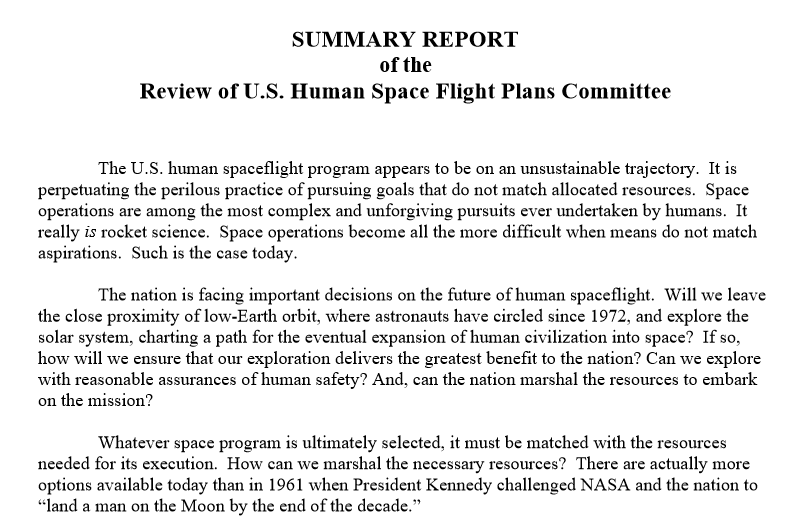 SUMMARY REPORT
of the
Review of U.S. Human Space Flight Plans Committee
The U.S. human spaceflight program appears to be on an unsustainable trajectory.  It is
perpetuating the perilous practice of pursuing goals that do not match allocated resources.  Space
operations are among the most complex and unforgiving pursuits ever undertaken by humans.  It
really is rocket science.  Space operations become all the more difficult when means do not match
aspirations.  Such is the case today.
The nation is facing important decisions on the future of human spaceflight.  Will we leave
the close proximity of low-Earth orbit, where astronauts have circled since 1972, and explore the
solar system, charting a path for the eventual expansion of human civilization into space?  If so,
how will we ensure that our exploration delivers the greatest benefit to the nation? Can we explore
with reasonable assurances of human safety? And, can the nation marshal the resources to embark
on the mission?
Whatever space program is ultimately selected, it must be matched with the resources
needed for its execution.  How can we marshal the necessary resources?  There are actually more
options available today than in 1961 when President Kennedy challenged NASA and the nation to
“land a man on the Moon by the end of the decade.”